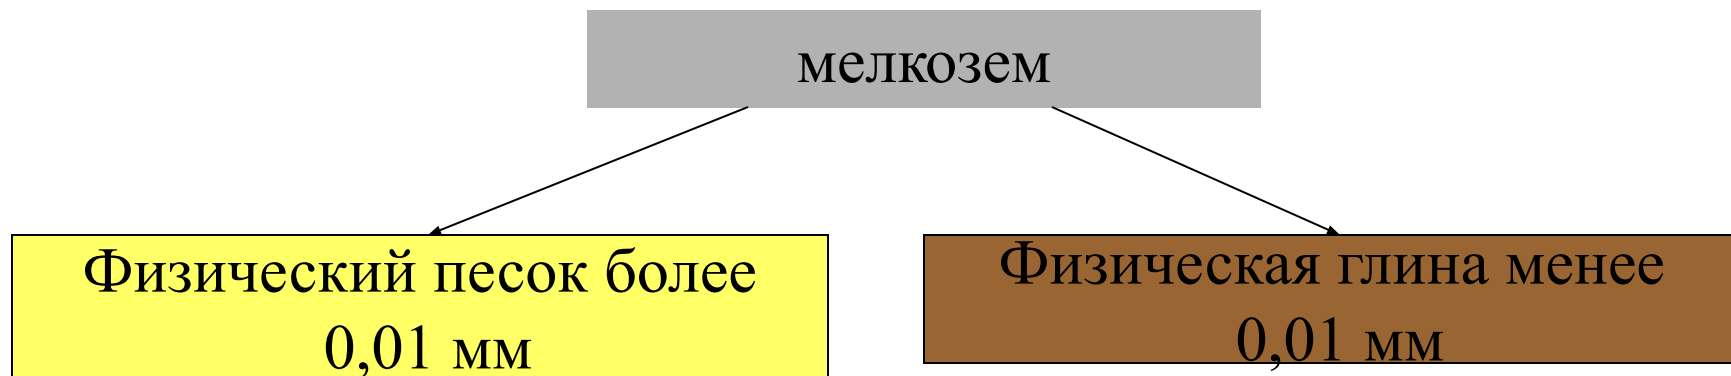 мелкозем
Физический песок более
0,01 мм
Физическая глина менее
0,01 мм